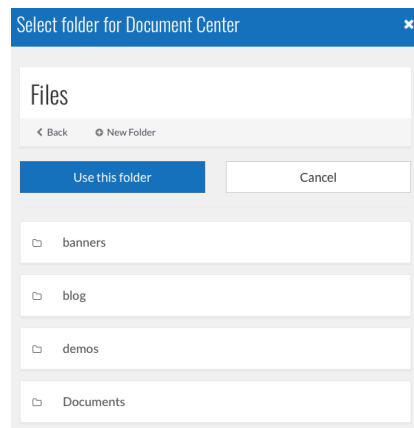 Select folder for Document Center
Files
Back New Folder
Use this folder Cancel
banners
blog
demos
Documents